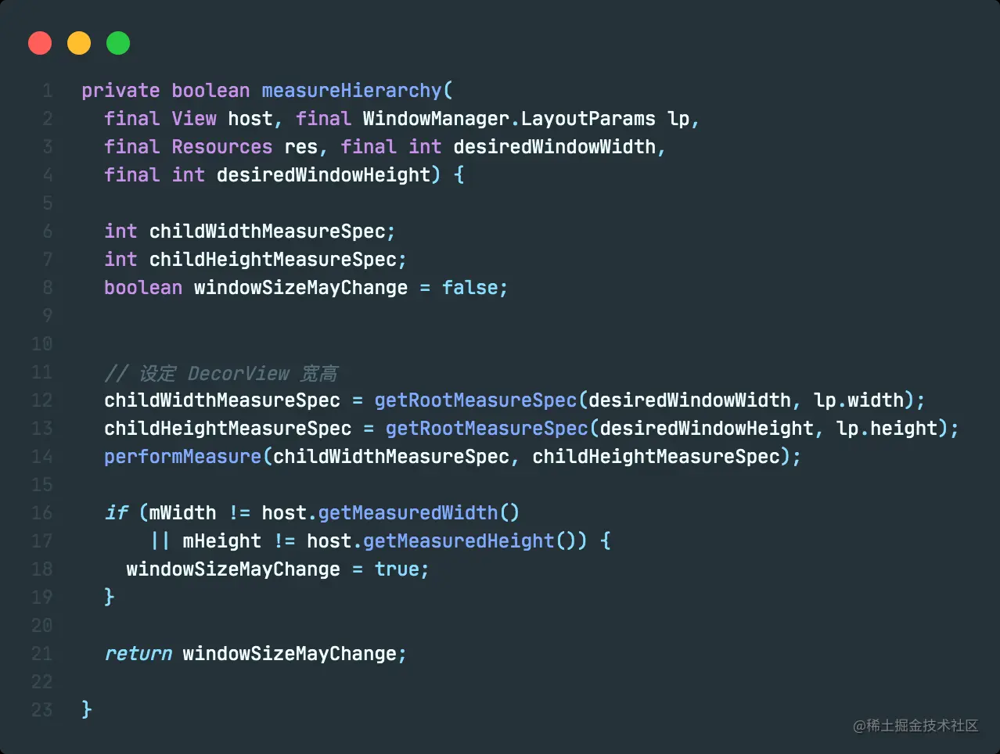 1 private boolean measureHierarchy(
2   final View host, final WindowManager.LayoutParams lp,
3   final Resources res, final int desiredWindowWidth,
4   final int desiredWindowHeight) {
5
6   int childWidthMeasureSpec;
7   int childHeightMeasureSpec;
8   boolean windowSizeMayChange = false;
9
10
11   // 设定 DecorView 宽高
12   childWidthMeasureSpec = getRootMeasureSpec(desiredWindowWidth, lp.width);
13   childHeightMeasureSpec = getRootMeasureSpec(desiredWindowHeight, lp.height);
14   performMeasure(childWidthMeasureSpec, childHeightMeasureSpec);
15
16   if (mWidth != host.getMeasuredWidth()
17       || mHeight != host.getMeasuredHeight()) {
18     windowSizeMayChange = true;
19   }
20
21   return windowSizeMayChange;
22
23 }
@稀土掘金技术社区